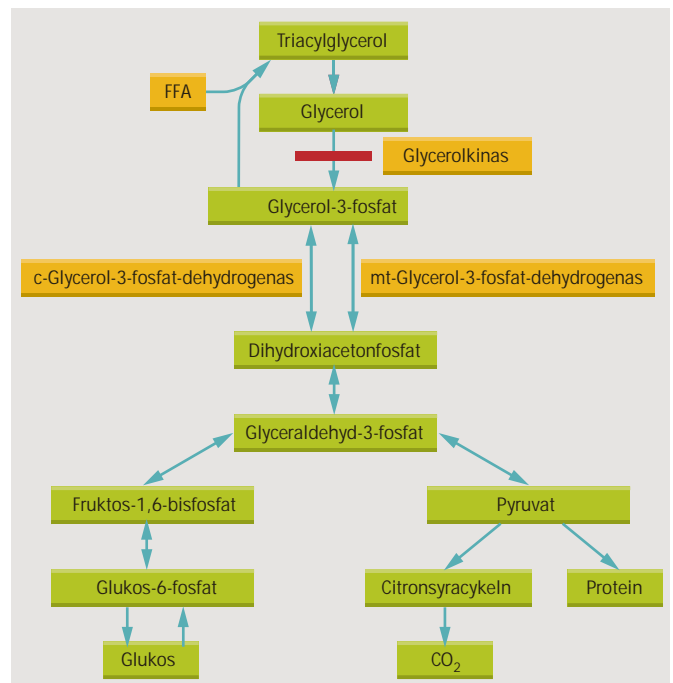 Triacylglycerol
FFA
Glycerol
Glycerolkinas
Glycerol-3-fosfat
c-Glycerol-3-fosfat-dehydrogenas
mt-Glycerol-3-fosfat-dehydrogenas
Dihydroxiacetonfosfat
Glyceraldehyd-3-fosfat
Fruktos-1,6-bisfosfat
Pyruvat
Glukos-6-fosfat
Citronsyracykeln
Protein
Glukos
CO₂